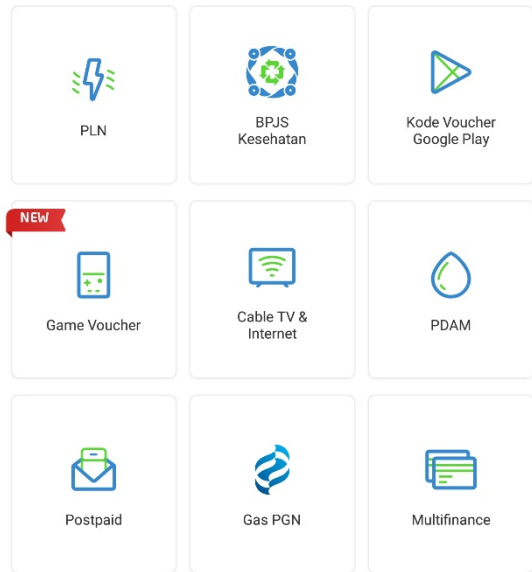 PLN
BPJS
Kesehatan
Kode Voucher
Google Play
NEW
Game Voucher
Cable TV &
Internet
PDAM
Postpaid
Gas PGN
Multifinance